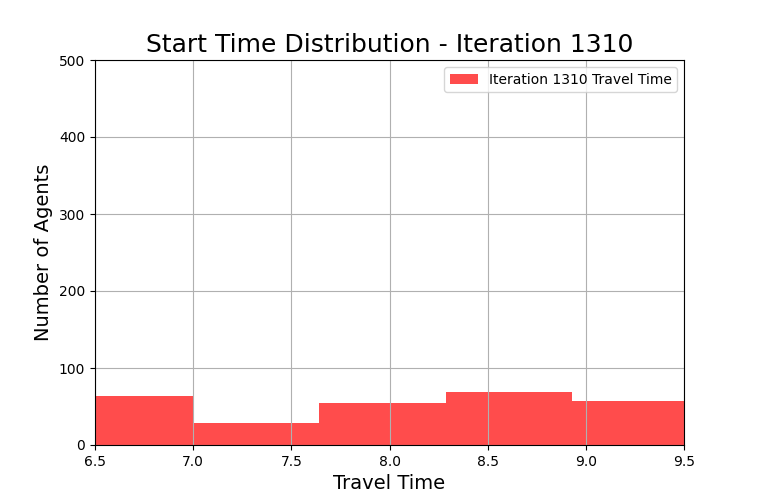 Start Time Distribution - Iteration 1310
Iteration 1310 Travel Time
Number of Agents
500
400
300
200
100
0
6.5 7.0 7.5 8.0 8.5 9.0 9.5
Travel Time